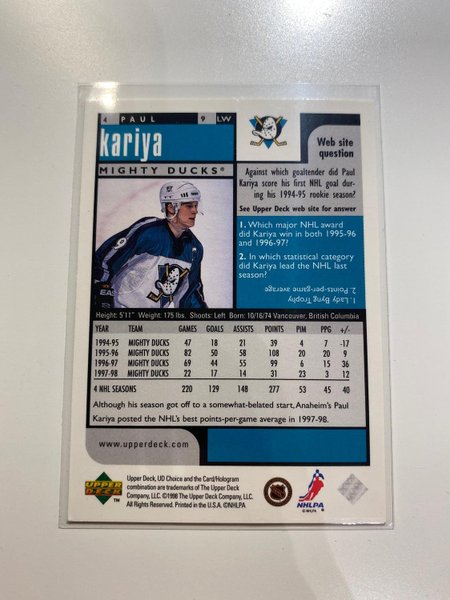 4 PAUL 9 LW
kariya
MIGHTY DUCKS®
Web site
question
Against which goaltender did Paul
Kariya score his first NHL goal dur-
ing his 1994-95 rookie season?
See Upper Deck web site for answer
1. Which major NHL award
did Kariya win in both 1995-96
and 1996-97?
2. In which statistical category
did Kariya lead the NHL last
season?
1. Lady Byng Trophy
2. Points-per-game average
Height: 5'11" Weight: 175 lbs. Shoots: Left Born: 10/16/74 Vancouver, British Columbia
YEAR TEAM GAMES GOALS ASSISTS POINTS PIM PPG +/-
1994-95 MIGHTY DUCKS 47 18 21 39 4 7 -17
1995-96 MIGHTY DUCKS 82 50 58 108 20 20 9
1996-97 MIGHTY DUCKS 69 44 55 99 6 15 36
1997-98 MIGHTY DUCKS 22 17 14 31 23 3 12
4 NHL SEASONS 220 129 148 277 53 45 40
Although his season got off to a somewhat-belated start, Anaheim's Paul
Kariya posted the NHL's best points-per-game average in 1997-98.
www.upperdeck.com
UPPER
DECK
TM
Upper Deck, UD Choice and the Card/Hologram
combination are trademarks of The Upper Deck
Company, LLC. ©1998 The Upper Deck Company, LLC.
All Rights Reserved. Printed in the U.S.A. ©NHLPA
NHLPA